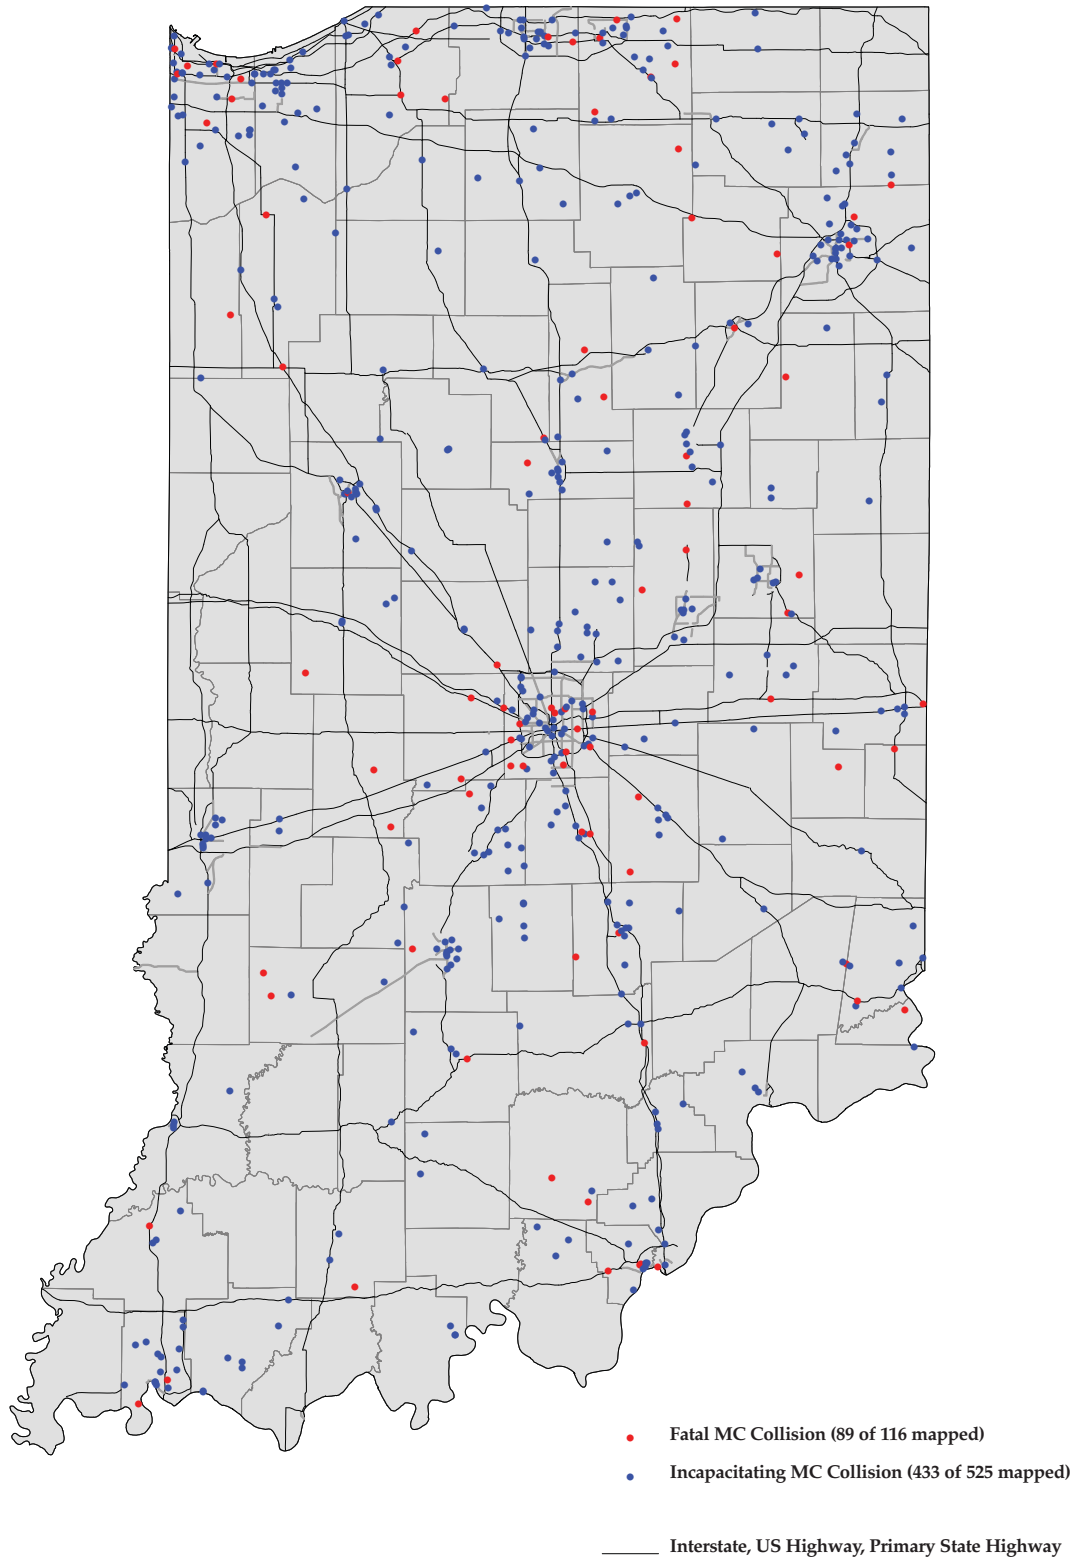 Fatal MC Collision (89 of 116 mapped)
Incapacitating MC Collision (433 of 525 mapped)
Interstate, US Highway, Primary State Highway